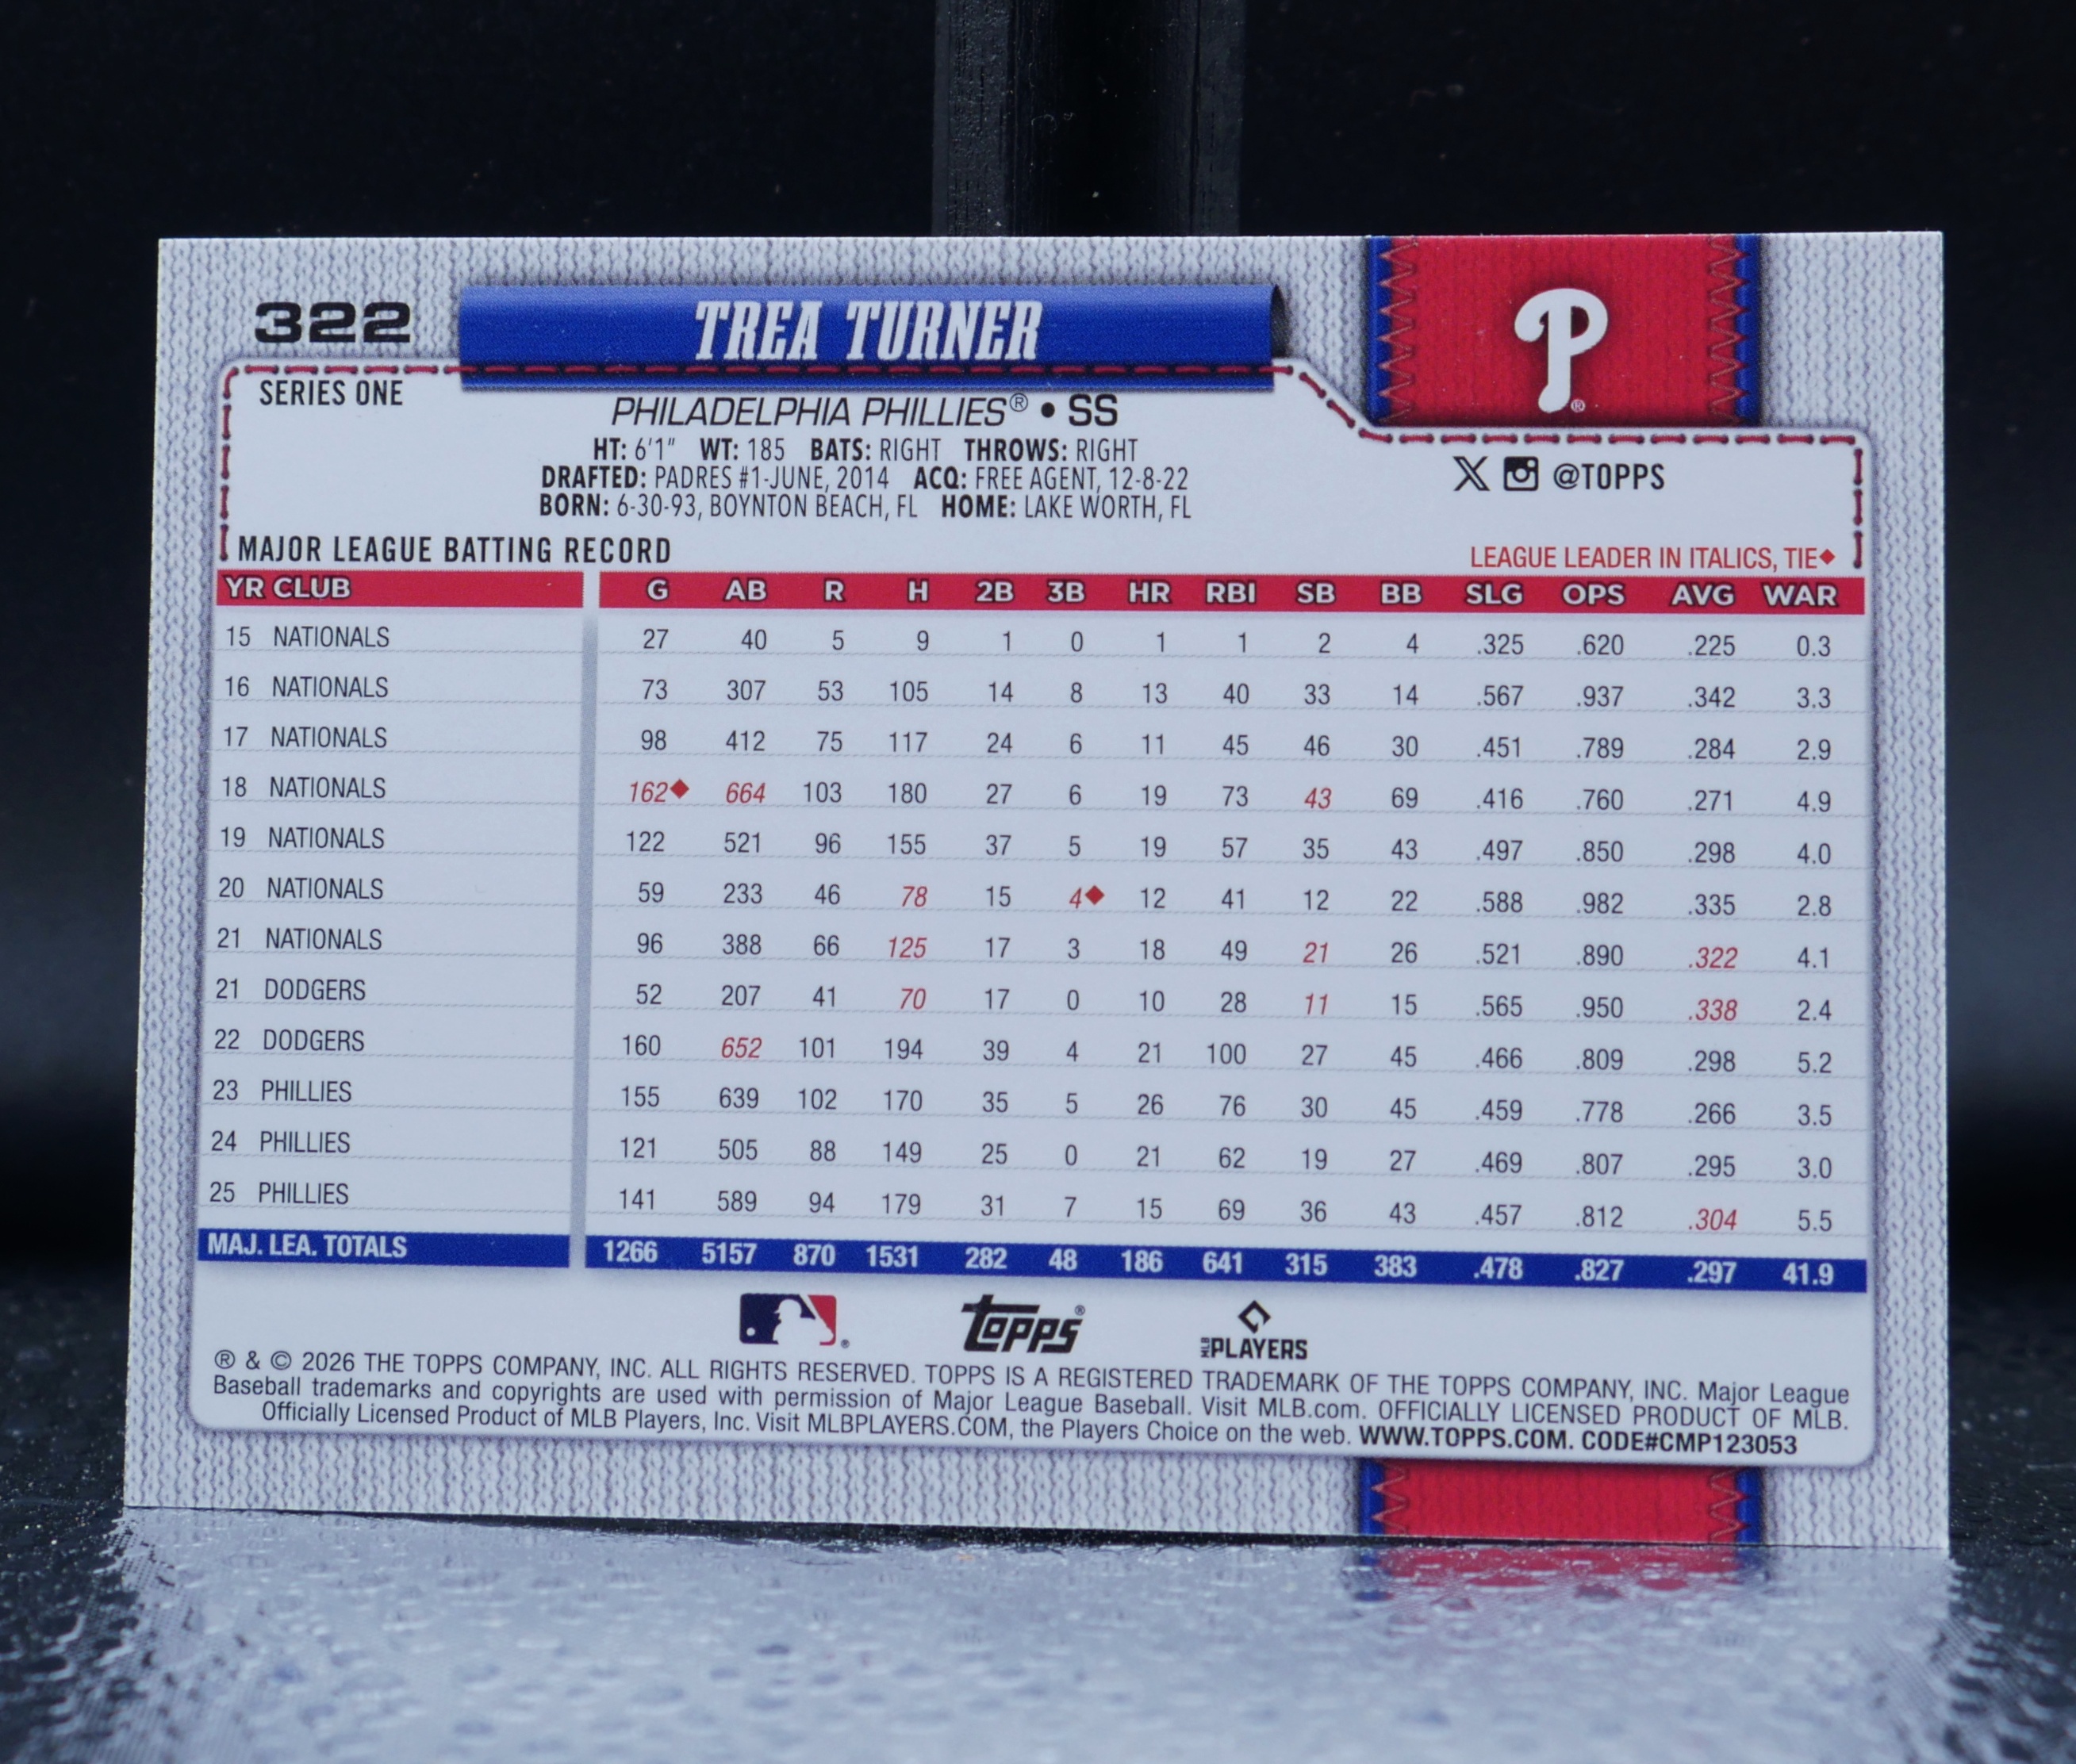 322
TREA TURNER
SERIES ONE
PHILADELPHIA PHILLIES® • SS
HT: 6'1" WT: 185 BATS: RIGHT THROWS: RIGHT
DRAFTED: PADRES #1-JUNE, 2014 ACQ: FREE AGENT, 12-8-22
BORN: 6-30-93, BOYNTON BEACH, FL HOME: LAKE WORTH, FL
P®
@TOPPS
MAJOR LEAGUE BATTING RECORD
LEAGUE LEADER IN ITALICS, TIE♦
YR CLUB G AB R H 2B 3B HR RBI SB BB SLG OPS AVG WAR
15 NATIONALS 27 40 5 9 1 0 1 1 2 4 .325 .620 .225 0.3
16 NATIONALS 73 307 53 105 14 8 13 40 33 14 .567 .937 .342 3.3
17 NATIONALS 98 412 75 117 24 6 11 45 46 30 .451 .789 .284 2.9
18 NATIONALS 162♦ 664 103 180 27 6 19 73 43 69 .416 .760 .271 4.9
19 NATIONALS 122 521 96 155 37 5 19 57 35 43 .497 .850 .298 4.0
20 NATIONALS 59 233 46 78 15 4♦ 12 41 12 22 .588 .982 .335 2.8
21 NATIONALS 96 388 66 125 17 3 18 49 21 26 .521 .890 .322 4.1
21 DODGERS 52 207 41 70 17 0 10 28 11 15 .565 .950 .338 2.4
22 DODGERS 160 652 101 194 39 4 21 100 27 45 .466 .809 .298 5.2
23 PHILLIES 155 639 102 170 35 5 26 76 30 45 .459 .778 .266 3.5
24 PHILLIES 121 505 88 149 25 0 21 62 19 27 .469 .807 .295 3.0
25 PHILLIES 141 589 94 179 31 7 15 69 36 43 .457 .812 .304 5.5
MAJ. LEA. TOTALS 1266 5157 870 1531 282 48 186 641 315 383 .478 .827 .297 41.9
Topps® MLB PLAYERS
® & © 2026 THE TOPPS COMPANY, INC. ALL RIGHTS RESERVED. TOPPS IS A REGISTERED TRADEMARK OF THE TOPPS COMPANY, INC. Major League
Baseball trademarks and copyrights are used with permission of Major League Baseball. Visit MLB.com. OFFICIALLY LICENSED PRODUCT OF MLB.
Officially Licensed Product of MLB Players, Inc. Visit MLBPLAYERS.COM, the Players Choice on the web. WWW.TOPPS.COM. CODE#CMP123053